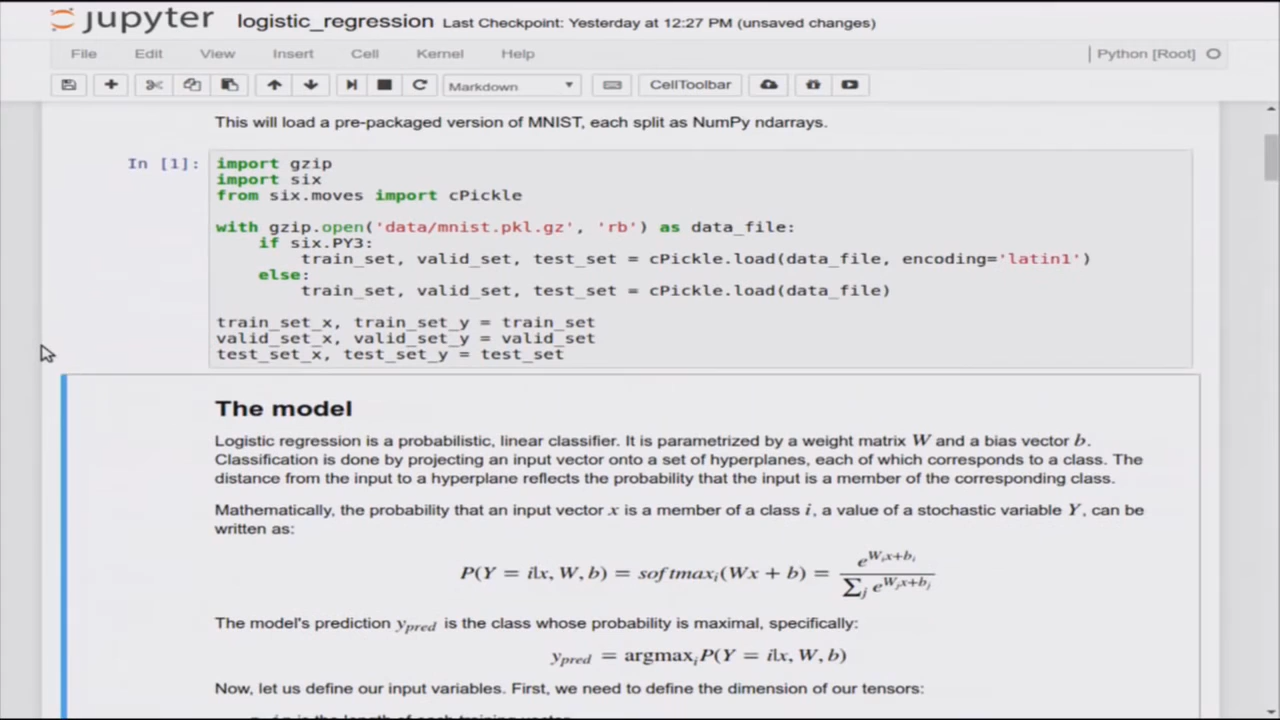 jupyter logistic_regression Last Checkpoint: Yesterday at 12:27 PM (unsaved changes)
File Edit View Insert Cell Kernel Help Python [Root]
Markdown CellToolbar
This will load a pre-packaged version of MNIST, each split as NumPy ndarrays.
In [1]: import gzip
import six
from six.moves import cPickle
with gzip.open('data/mnist.pkl.gz', 'rb') as data_file:
if six.PY3:
train_set, valid_set, test_set = cPickle.load(data_file, encoding='latin1')
else:
train_set, valid_set, test_set = cPickle.load(data_file)
train_set_x, train_set_y = train_set
valid_set_x, valid_set_y = valid_set
test_set_x, test_set_y = test_set
The model
Logistic regression is a probabilistic, linear classifier. It is parametrized by a weight matrix W and a bias vector b.
Classification is done by projecting an input vector onto a set of hyperplanes, each of which corresponds to a class. The
distance from the input to a hyperplane reflects the probability that the input is a member of the corresponding class.
Mathematically, the probability that an input vector x is a member of a class i, a value of a stochastic variable Y, can be
written as:
P(Y = i|x, W, b) = softmax_i(Wx + b) = e^{W_i x + b_i} / ∑_j e^{W_j x + b_j}
The model's prediction y_pred is the class whose probability is maximal, specifically:
y_pred = argmax_i P(Y = i|x, W, b)
Now, let us define our input variables. First, we need to define the dimension of our tensors:
is the length of each training vector